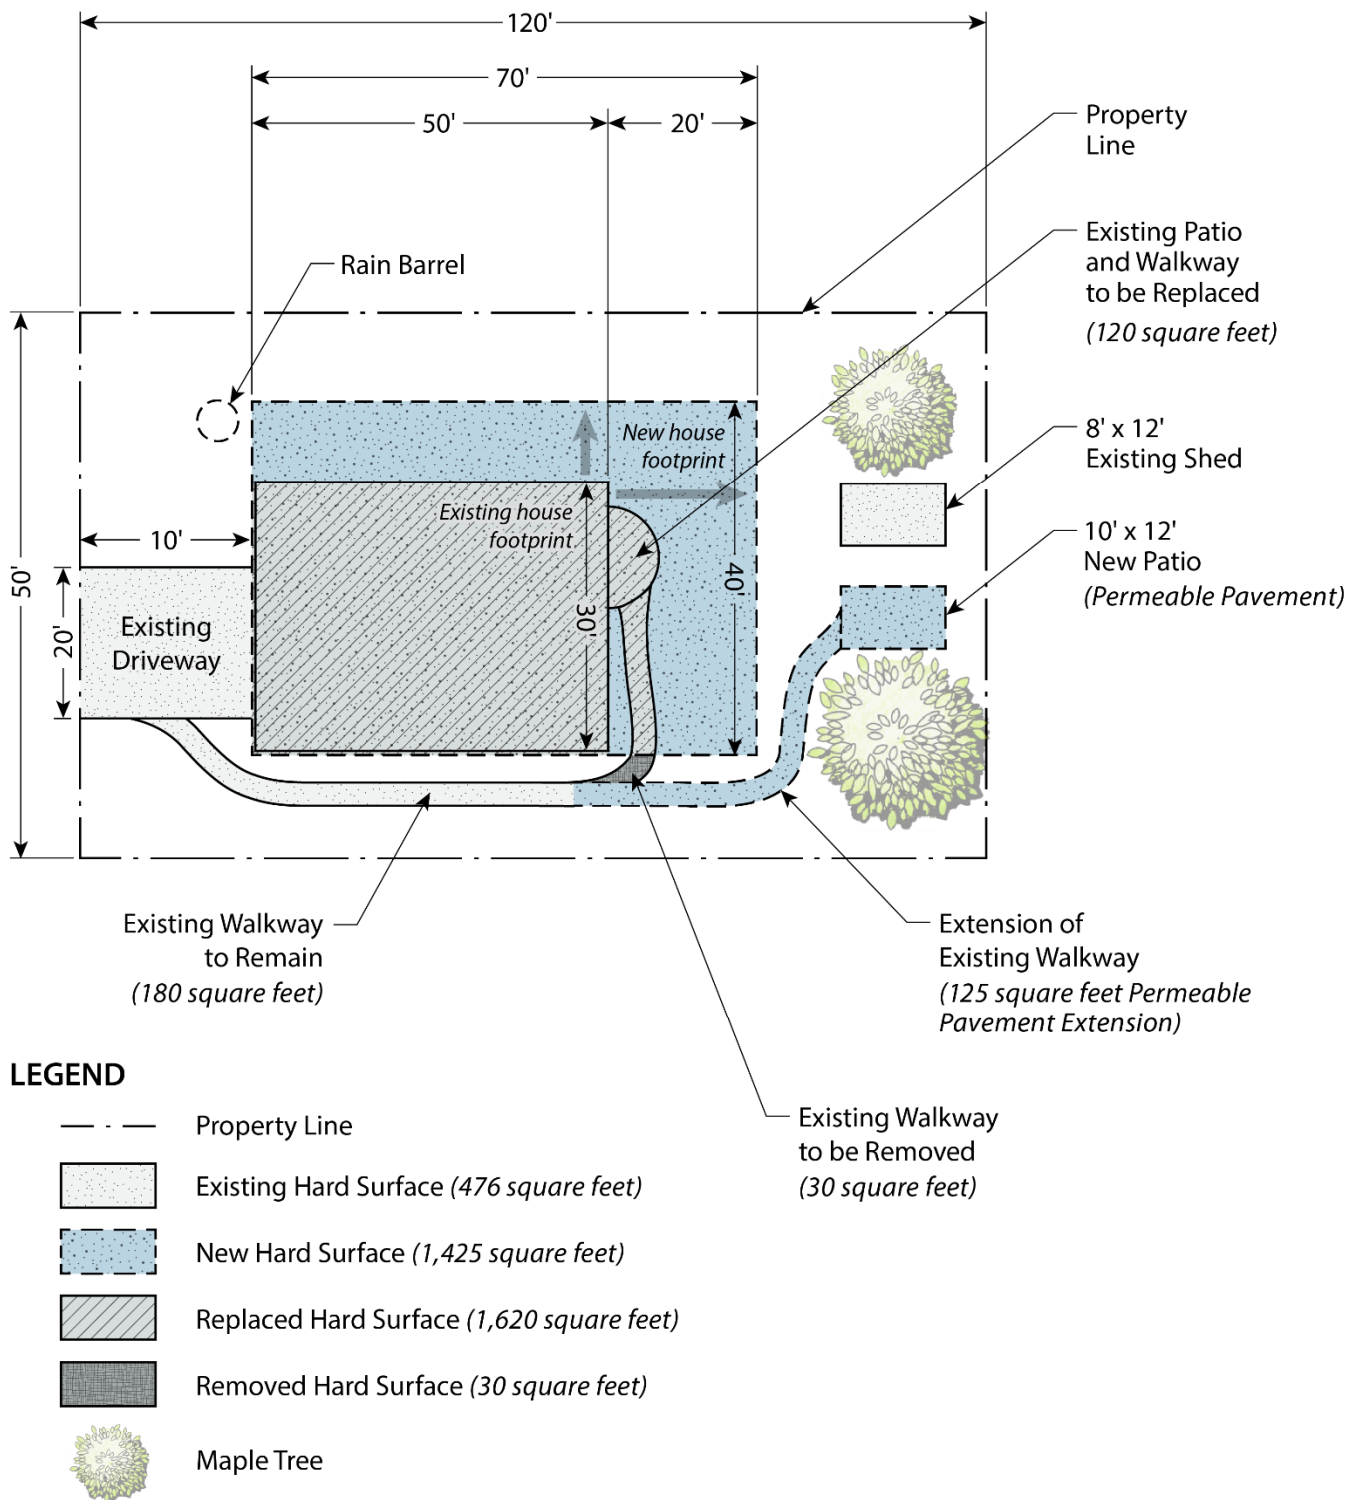 120'
70'
50'
20'
Property
Line
Existing Patio
and Walkway
to be Replaced
(120 square feet)
Rain Barrel
New house
footprint
8' x 12'
Existing Shed
Existing house
footprint
10'
10' x 12'
New Patio
(Permeable Pavement)
50'
20'
40'
30'
Existing
Driveway
Existing Walkway
to Remain
(180 square feet)
Extension of
Existing Walkway
(125 square feet Permeable
Pavement Extension)
Existing Walkway
to be Removed
(30 square feet)
LEGEND
Property Line
Existing Hard Surface (476 square feet)
New Hard Surface (1,425 square feet)
Replaced Hard Surface (1,620 square feet)
Removed Hard Surface (30 square feet)
Maple Tree